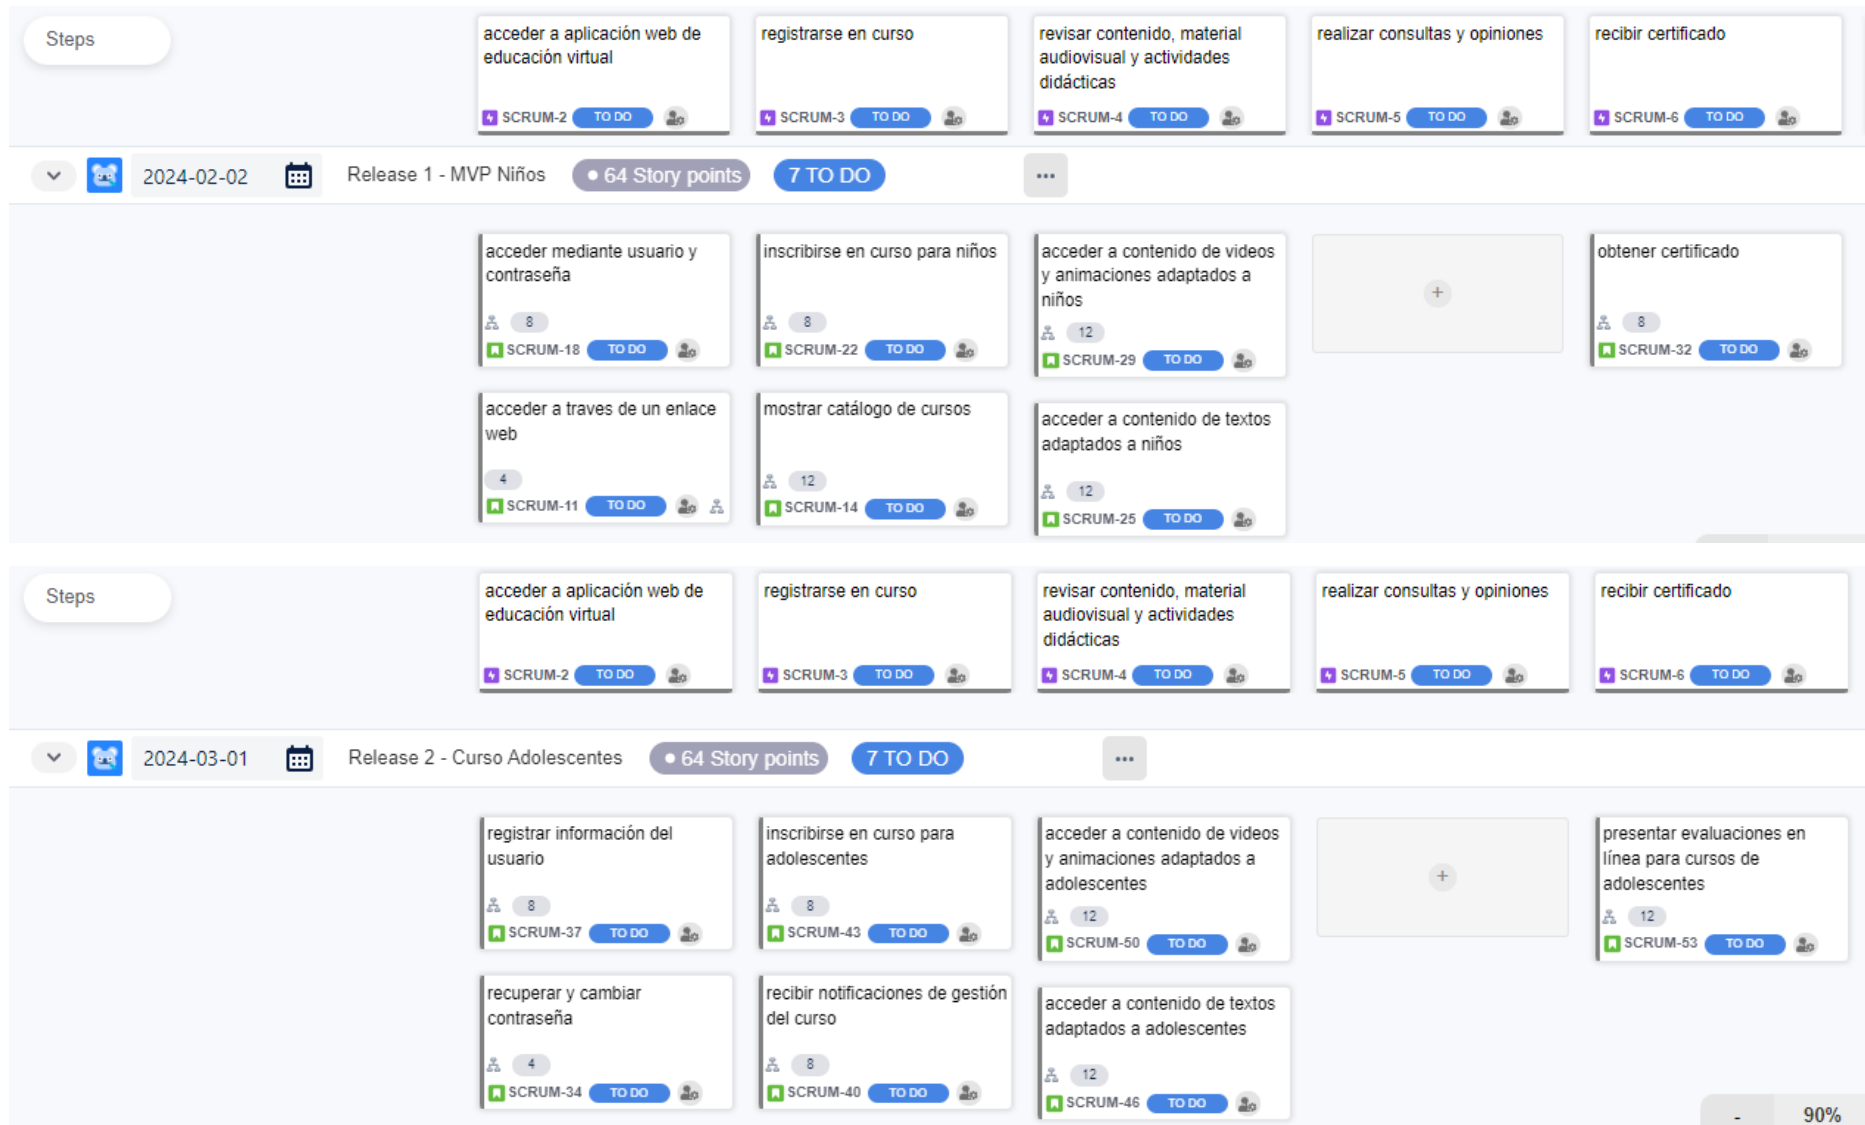 Steps
acceder a aplicación web de
educación virtual
SCRUM-2 TO DO
registrarse en curso
SCRUM-3 TO DO
revisar contenido, material
audiovisual y actividades
didácticas
SCRUM-4 TO DO
realizar consultas y opiniones
SCRUM-5 TO DO
recibir certificado
SCRUM-6 TO DO
2024-02-02 Release 1 - MVP Niños 64 Story points 7 TO DO
acceder mediante usuario y
contraseña
8
SCRUM-18 TO DO
inscribirse en curso para niños
8
SCRUM-22 TO DO
acceder a contenido de videos
y animaciones adaptados a
niños
12
SCRUM-29 TO DO
+
obtener certificado
8
SCRUM-32 TO DO
acceder a traves de un enlace
web
4
SCRUM-11 TO DO
mostrar catálogo de cursos
12
SCRUM-14 TO DO
acceder a contenido de textos
adaptados a niños
12
SCRUM-25 TO DO
Steps
acceder a aplicación web de
educación virtual
SCRUM-2 TO DO
registrarse en curso
SCRUM-3 TO DO
revisar contenido, material
audiovisual y actividades
didácticas
SCRUM-4 TO DO
realizar consultas y opiniones
SCRUM-5 TO DO
recibir certificado
SCRUM-6 TO DO
2024-03-01 Release 2 - Curso Adolescentes 64 Story points 7 TO DO
registrar información del
usuario
8
SCRUM-37 TO DO
inscribirse en curso para
adolescentes
8
SCRUM-43 TO DO
acceder a contenido de videos
y animaciones adaptados a
adolescentes
12
SCRUM-50 TO DO
+
presentar evaluaciones en
línea para cursos de
adolescentes
12
SCRUM-53 TO DO
recuperar y cambiar
contraseña
4
SCRUM-34 TO DO
recibir notificaciones de gestión
del curso
8
SCRUM-40 TO DO
acceder a contenido de textos
adaptados a adolescentes
12
SCRUM-46 TO DO
- 90%